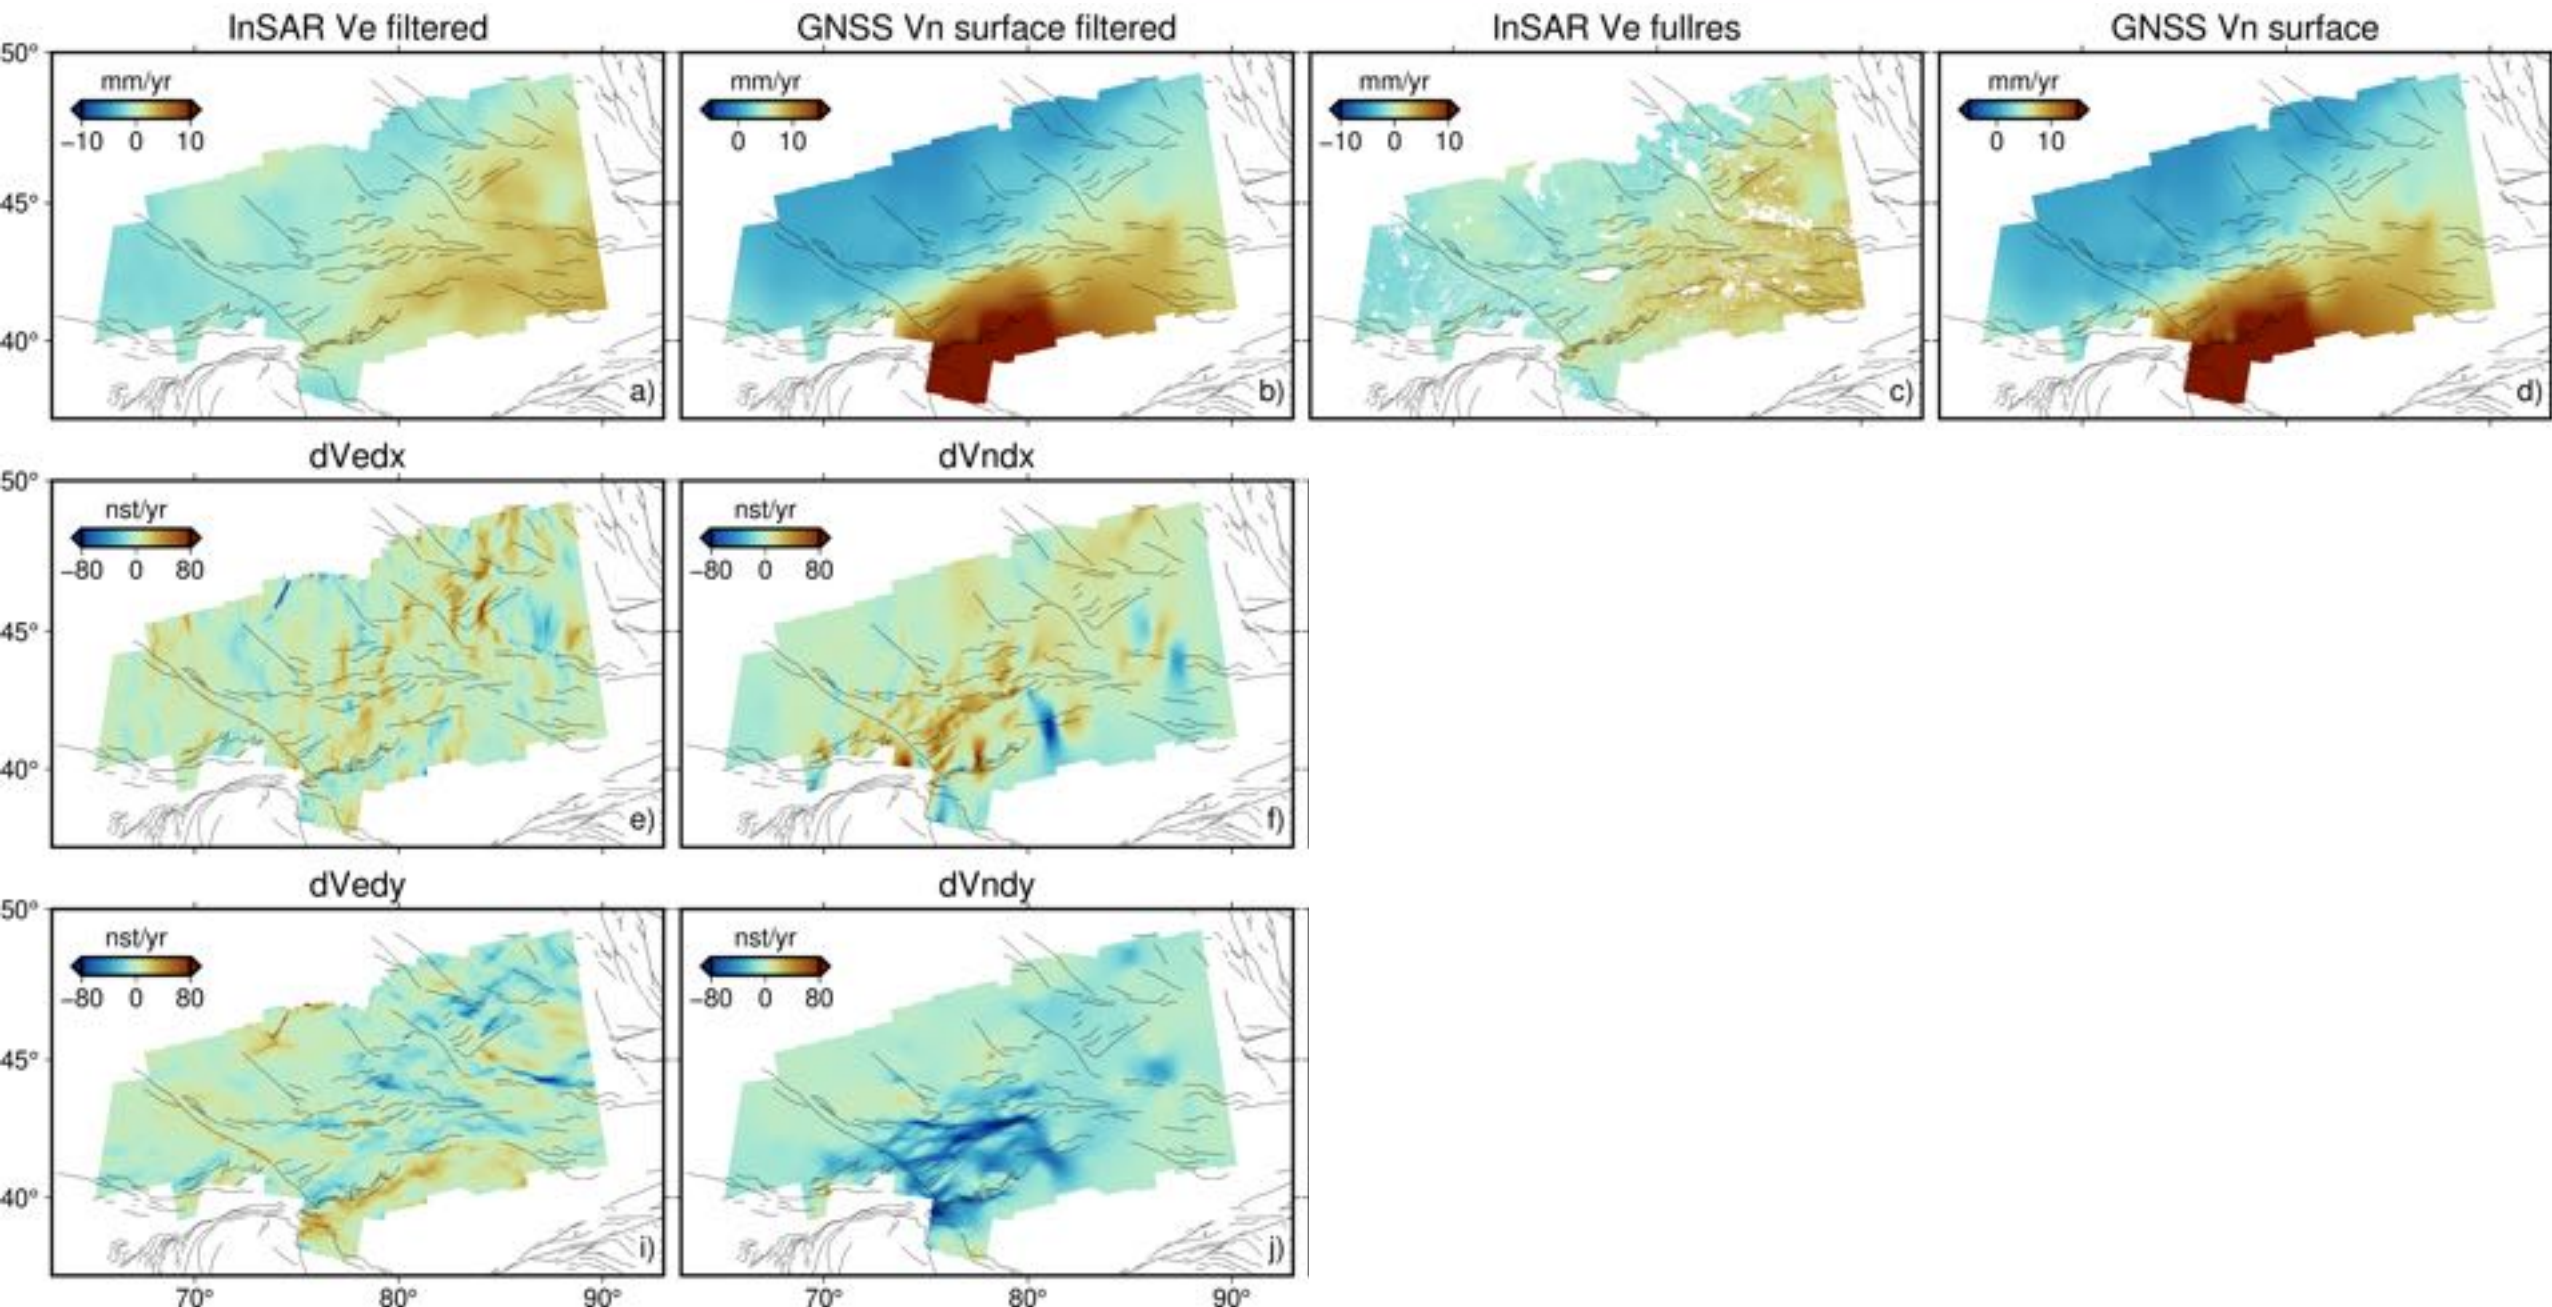 InSAR Ve filtered
GNSS Vn surface filtered
InSAR Ve fullres
GNSS Vn surface
50°
45°
40°
mm/yr
−10 0 10
a)
mm/yr
0 10
b)
mm/yr
−10 0 10
c)
mm/yr
0 10
d)
dVedx
dVndx
50°
45°
40°
nst/yr
−80 0 80
e)
nst/yr
−80 0 80
f)
dVedy
dVndy
50°
45°
40°
nst/yr
−80 0 80
i)
nst/yr
−80 0 80
j)
70° 80° 90°
70° 80° 90°